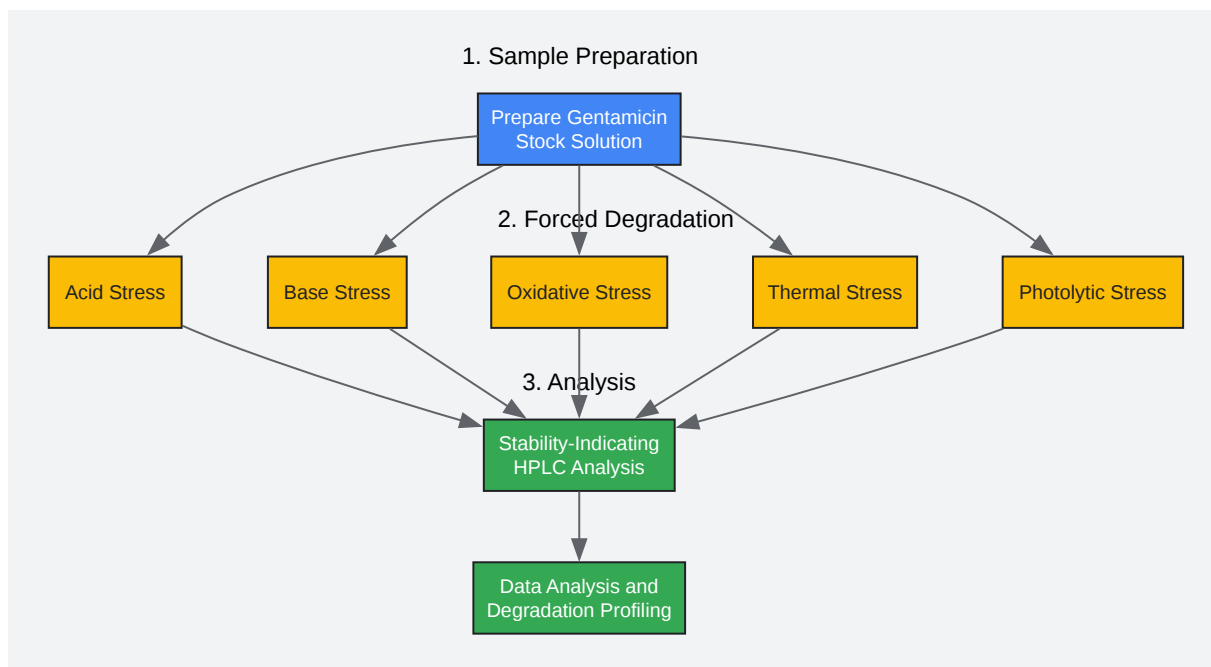 1. Sample Preparation
Prepare Gentamicin
Stock Solution
2. Forced Degradation
Acid Stress
Base Stress
Oxidative Stress
Thermal Stress
Photolytic Stress
3. Analysis
Stability-Indicating
HPLC Analysis
Data Analysis and
Degradation Profiling